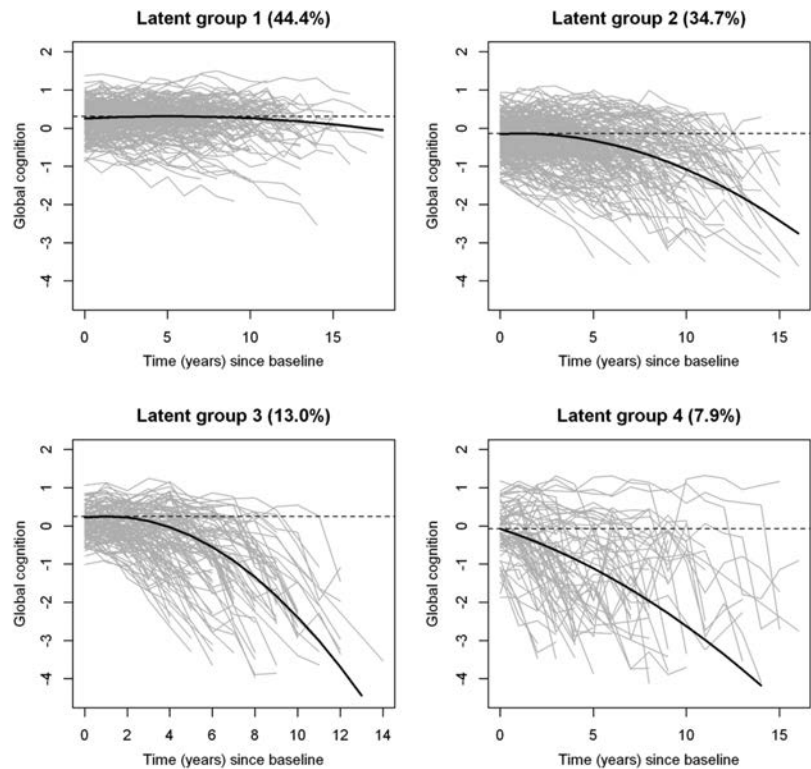 Latent group 1 (44.4%)
Global cognition
2
1
0
-1
-2
-3
-4
0 5 10 15
Time (years) since baseline
Latent group 2 (34.7%)
Global cognition
2
1
0
-1
-2
-3
-4
0 5 10 15
Time (years) since baseline
Latent group 3 (13.0%)
Global cognition
2
1
0
-1
-2
-3
-4
0 2 4 6 8 10 12 14
Time (years) since baseline
Latent group 4 (7.9%)
Global cognition
2
1
0
-1
-2
-3
-4
0 5 10 15
Time (years) since baseline